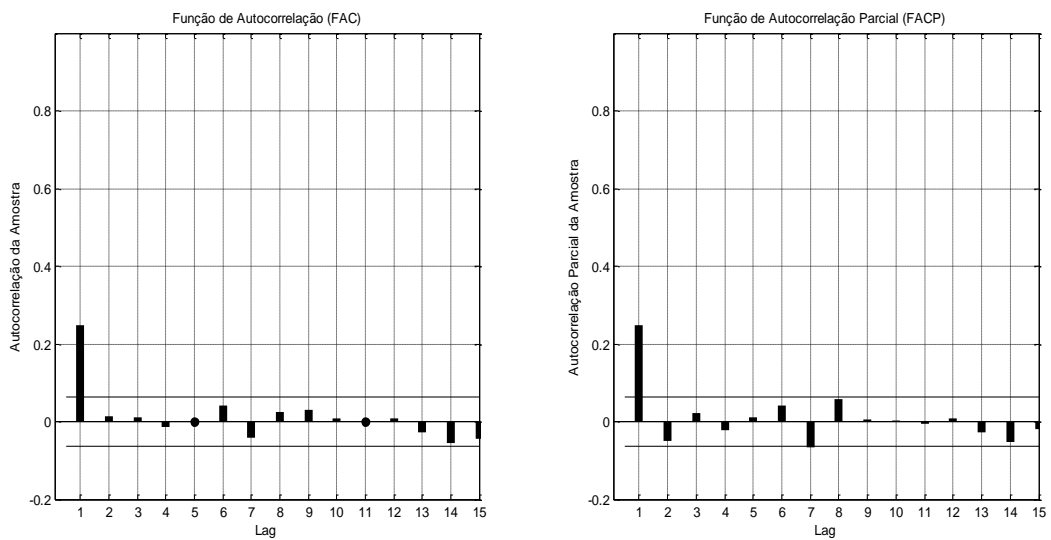 Função de Autocorrelação (FAC)
Autocorrelação da Amostra
0.8
0.6
0.4
0.2
0
-0.2
1 2 3 4 5 6 7 8 9 10 11 12 13 14 15
Lag
Função de Autocorrelação Parcial (FACP)
Autocorrelação Parcial da Amostra
0.8
0.6
0.4
0.2
0
-0.2
1 2 3 4 5 6 7 8 9 10 11 12 13 14 15
Lag